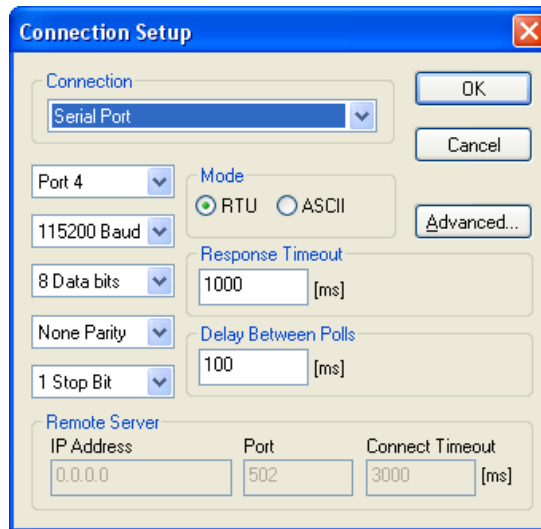 Connection Setup
Connection
Serial Port
OK
Cancel
Port 4
Mode
RTU ASCII
115200 Baud
Advanced...
Response Timeout
8 Data bits
1000 [ms]
None Parity
Delay Between Polls
100 [ms]
1 Stop Bit
Remote Server
IP Address Port Connect Timeout
0.0.0.0 502 3000 [ms]